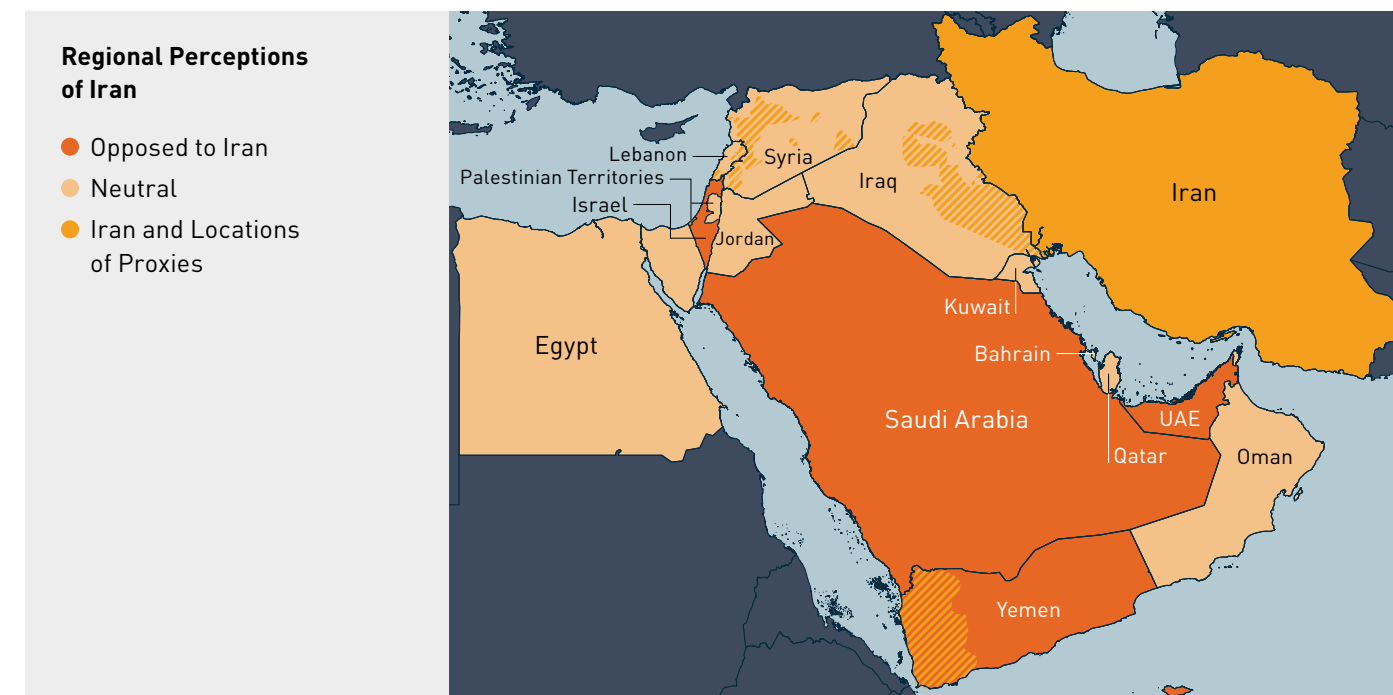 Regional Perceptions
of Iran
Opposed to Iran
Neutral
Iran and Locations
of Proxies
Lebanon
Syria
Palestinian Territories
Iraq
Iran
Israel
Jordan
Kuwait
Egypt
Bahrain
Saudi Arabia
UAE
Qatar
Oman
Yemen